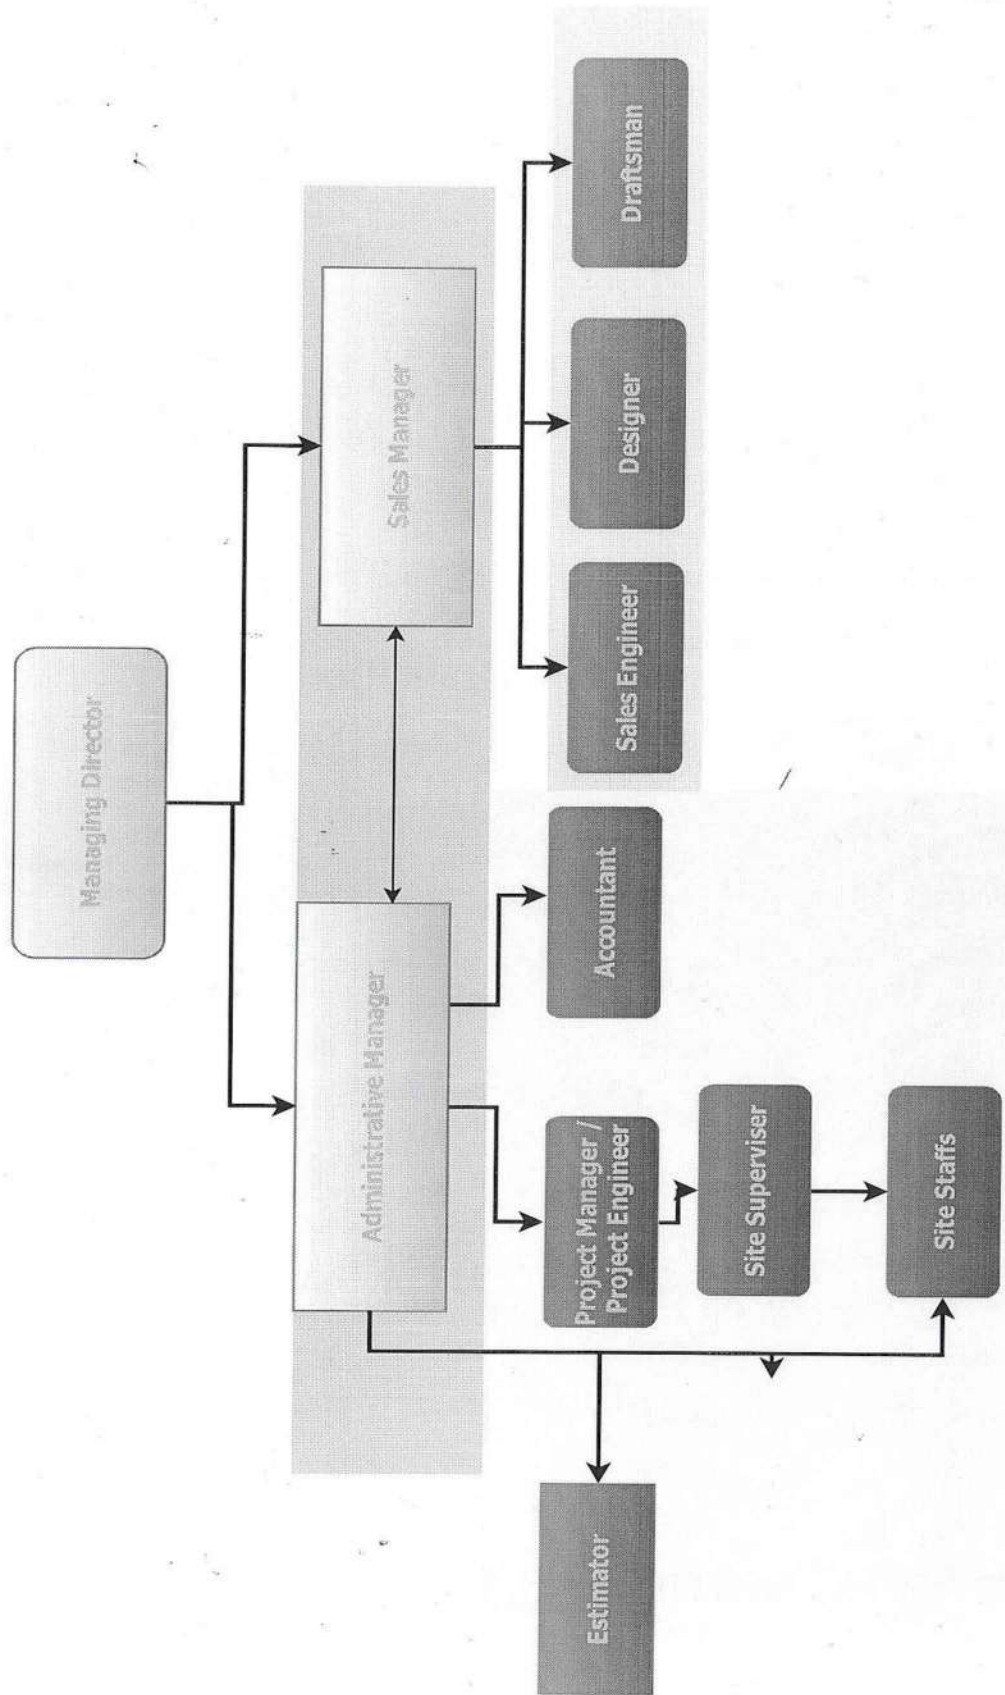 Managing Director
Administrative Manager
Sales Manager
Estimator
Project Manager /
Project Engineer
Accountant
Sales Engineer
Designer
Draftsman
Site Superviser
Site Staffs